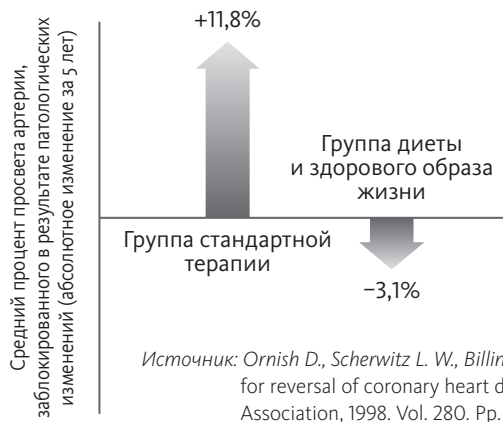 Средний процент просвета артерии,
заблокированного в результате патологических
изменений (абсолютное изменение за 5 лет)
+11,8%
Группа диеты
и здорового образа
жизни
Группа стандартной
терапии
−3,1%
Источник: Ornish D., Scherwitz L. W.,
for reversal of coronary heart
Association, 1998. Vol. 280. Pp.